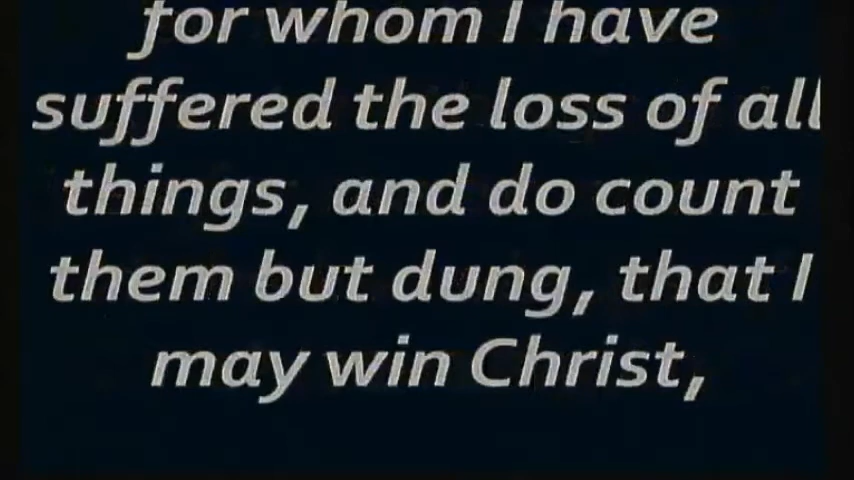 for whom I have
suffered the loss of all
things, and do count
them but dung, that I
may win Christ,